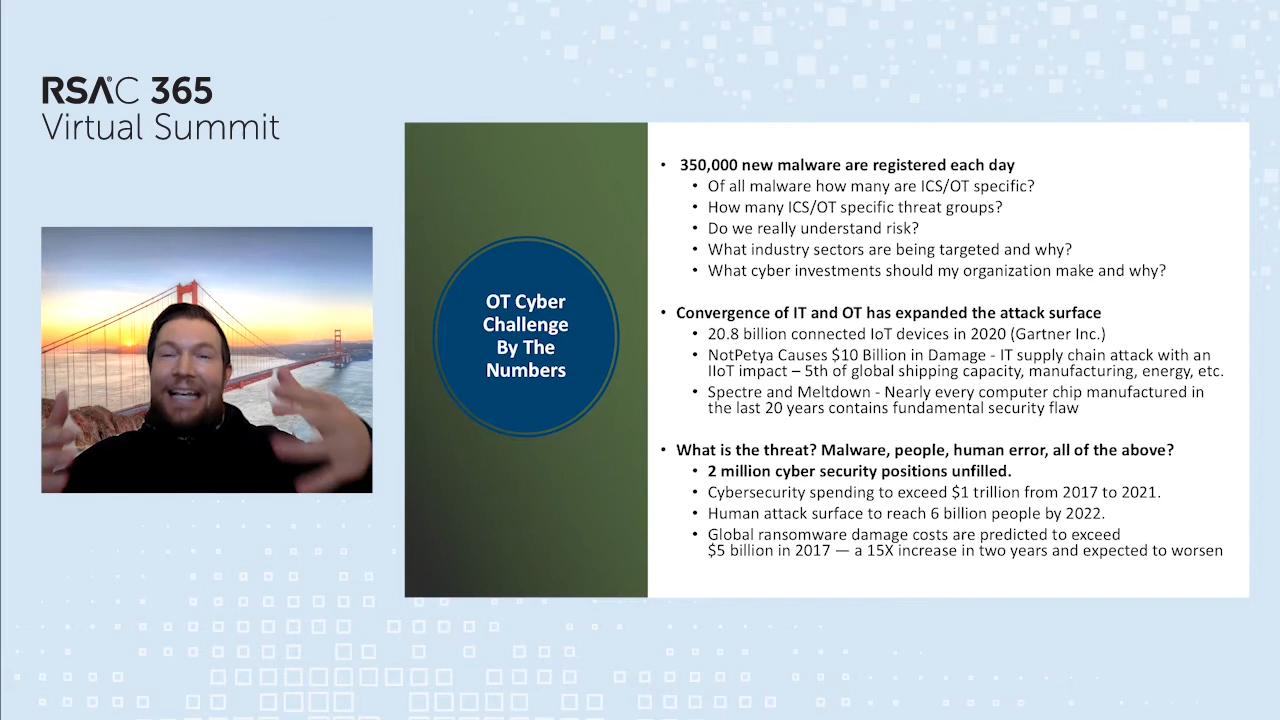 RSAC 365
Virtual Summit
OT Cyber
Challenge
By The
Numbers
• 350,000 new malware are registered each day
• Of all malware how many are ICS/OT specific?
• How many ICS/OT specific threat groups?
• Do we really understand risk?
• What industry sectors are being targeted and why?
• What cyber investments should my organization make and why?
• Convergence of IT and OT has expanded the attack surface
• 20.8 billion connected IoT devices in 2020 (Gartner Inc.)
• NotPetya Causes $10 Billion in Damage - IT supply chain attack with an
IIoT impact – 5th of global shipping capacity, manufacturing, energy, etc.
• Spectre and Meltdown - Nearly every computer chip manufactured in
the last 20 years contains fundamental security flaw
• What is the threat? Malware, people, human error, all of the above?
• 2 million cyber security positions unfilled.
• Cybersecurity spending to exceed $1 trillion from 2017 to 2021.
• Human attack surface to reach 6 billion people by 2022.
• Global ransomware damage costs are predicted to exceed
$5 billion in 2017 — a 15X increase in two years and expected to worsen